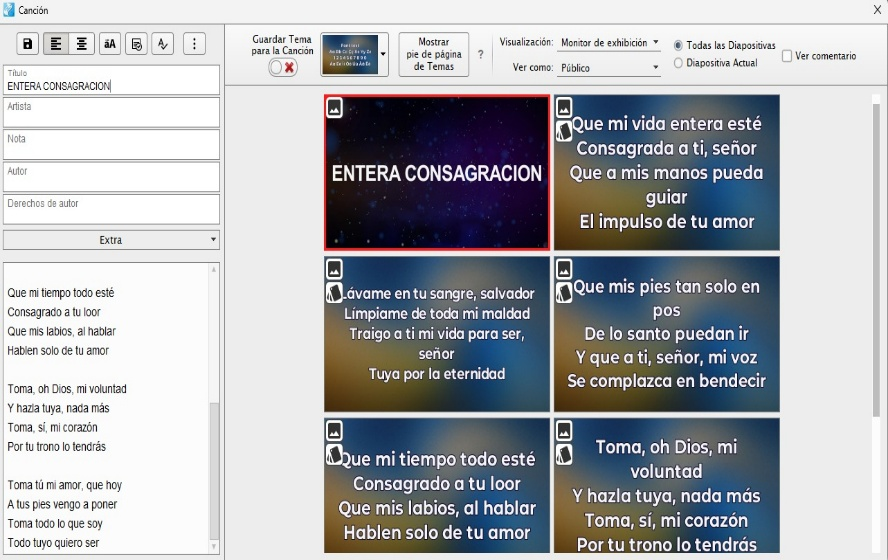 Canción
X
äA
Título
ENTERA CONSAGRACION
Artista
Nota
Autor
Derechos de autor
Extra
Que mi tiempo todo esté
Consagrado a tu loor
Que mis labios, al hablar
Hablen solo de tu amor
Toma, oh Dios, mi voluntad
Y hazla tuya, nada más
Toma, sí, mi corazón
Por tu trono lo tendrás
Toma tú mi amor, que hoy
A tus pies vengo a poner
Toma todo lo que soy
Todo tuyo quiero ser
Guardar Tema
para la Canción
Mostrar
pie de página
de Temas
?
Visualización:
Monitor de exhibición
Ver como:
Público
Todas las Diapositivas
Diapositiva Actual
Ver comentario
ENTERA CONSAGRACION
Que mi vida entera esté
Consagrada a ti, señor
Que a mis manos pueda
guiar
El impulso de tu amor
Lávame en tu sangre, salvador
Límpiame de toda mi maldad
Traigo a ti mi vida para ser,
señor
Tuya por la eternidad
Que mis pies tan solo en
pos
De lo santo puedan ir
Y que a ti, señor, mi voz
Se complazca en bendecir
Que mi tiempo todo esté
Consagrado a tu loor
Que mis labios, al hablar
Hablen solo de tu amor
Toma, oh Dios, mi
voluntad
Y hazla tuya, nada más
Toma, sí, mi corazón
Por tu trono lo tendrás